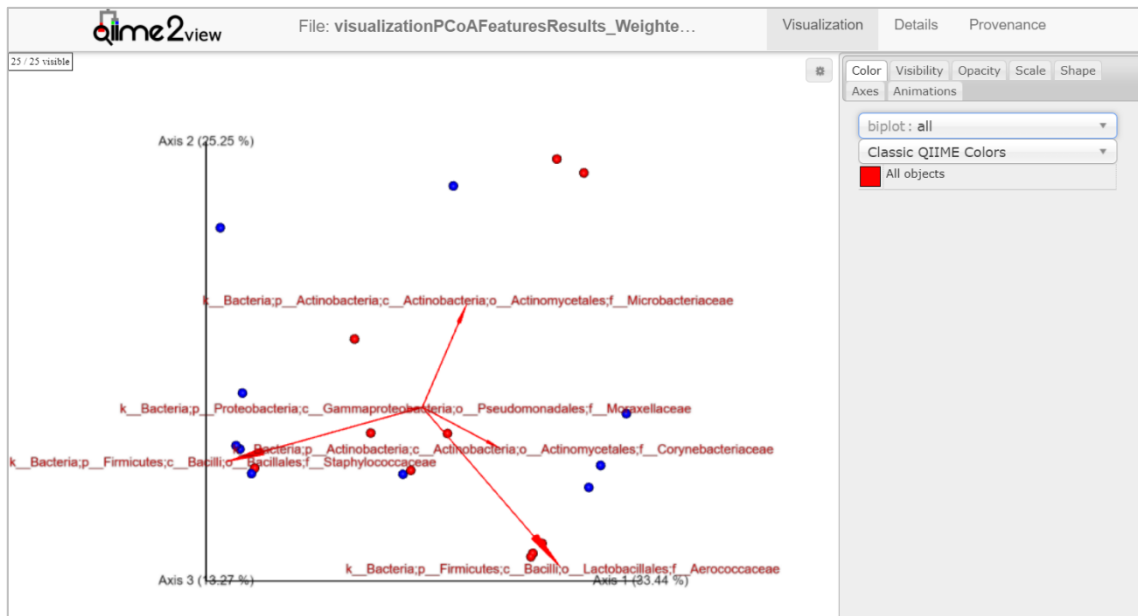 qiime2view
File: visualizationPCoAFeaturesResults_Weighte…
Visualization
Details
Provenance
25 / 25 visible
Color
Visibility
Opacity
Scale
Shape
Axes
Animations
biplot : all
Classic QIIME Colors
All objects
Axis 2 (25.25 %)
k__Bacteria;p__Actinobacteria;c__Actinobacteria;o__Actinomycetales;f__Microbacteriaceae
k__Bacteria;p__Proteobacteria;c__Gammaproteobacteria;o__Pseudomonadales;f__Moraxellaceae
k__Bacteria;p__Actinobacteria;c__Actinobacteria;o__Actinomycetales;f__Corynebacteriaceae
k__Bacteria;p__Firmicutes;c__Bacilli;o__Bacillales;f__Staphylococcaceae
k__Bacteria;p__Firmicutes;c__Bacilli;o__Lactobacillales;f__Aerococcaceae
Axis 3 (13.27 %)
Axis 1 (33.44 %)